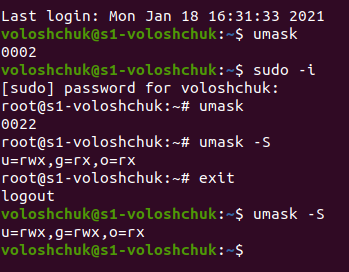 Last login: Mon Jan 18 16:31:33 2021
voloshchuk@s1-voloshchuk:~$ umask
0002
voloshchuk@s1-voloshchuk:~$ sudo -i
[sudo] password for voloshchuk:
root@s1-voloshchuk:~# umask
0022
root@s1-voloshchuk:~# umask -S
u=rwx,g=rx,o=rx
root@s1-voloshchuk:~# exit
logout
voloshchuk@s1-voloshchuk:~$ umask -S
u=rwx,g=rwx,o=rx
voloshchuk@s1-voloshchuk:~$